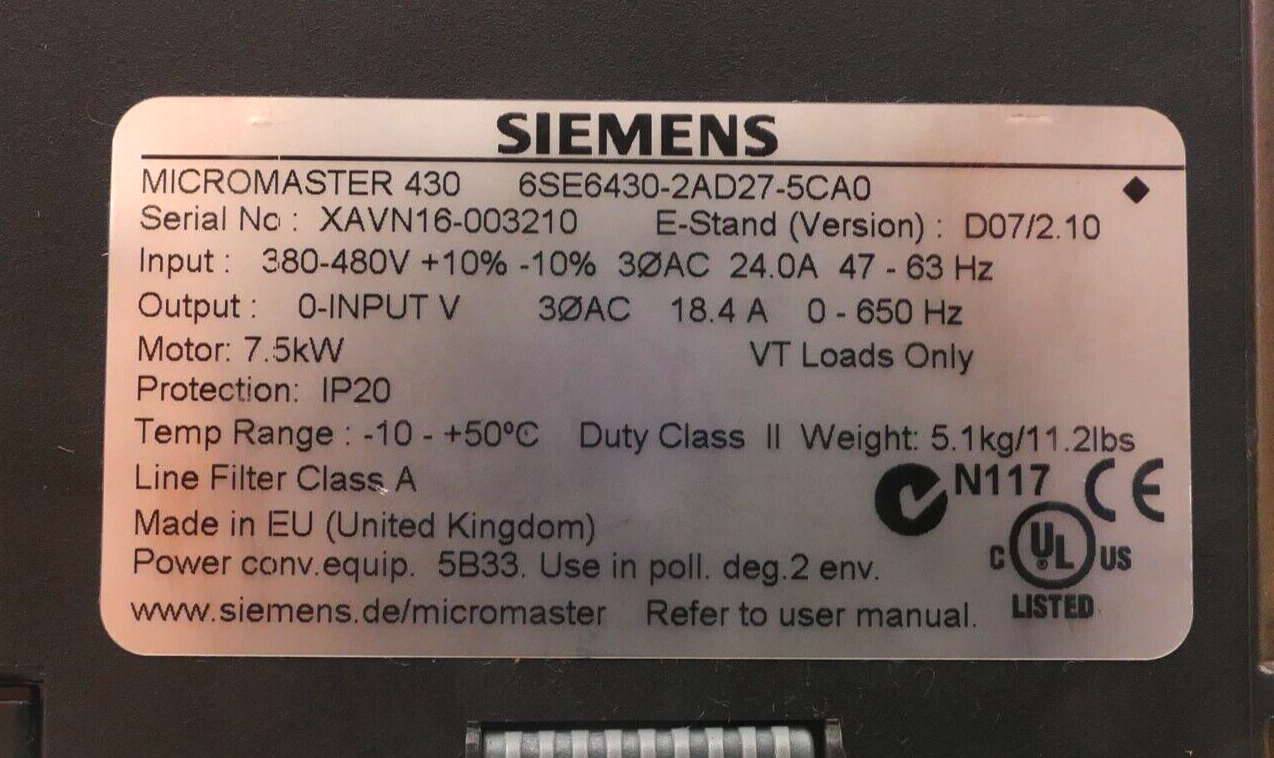 SIEMENS
MICROMASTER 430 6SE6430-2AD27-5CA0
Serial No : XAVN16-003210 E-Stand (Version) : D07/2.10
Input : 380-480V +10% -10% 3ØAC 24.0A 47 - 63 Hz
Output : 0-INPUT V 3ØAC 18.4 A 0 - 650 Hz
Motor: 7.5kW VT Loads Only
Protection: IP20
Temp Range : -10 - +50ºC Duty Class II Weight: 5.1kg/11.2lbs
Line Filter Class A N117 CE
Made in EU (United Kingdom)
Power conv.equip. 5B33. Use in poll. deg.2 env. C UL US
www.siemens.de/micromaster Refer to user manual. LISTED